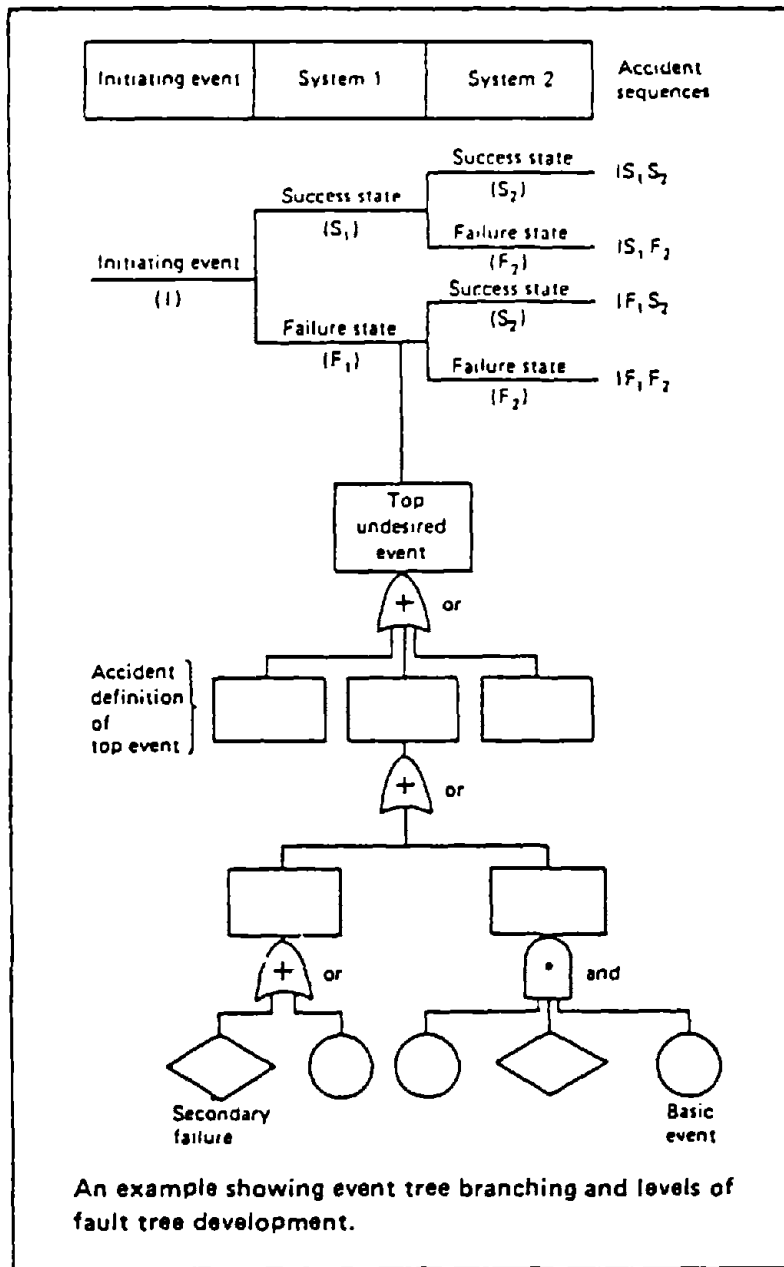 Initiating event System 1 System 2 Accident sequences
Success state
(S₂)
IS₁S₂
Success state
(S₁)
Failure state
(F₂)
IS₁F₂
Initiating event
(I)
Success state
(S₂)
IF₁S₂
Failure state
(F₁)
Failure state
(F₂)
IF₁F₂
Top
undesired
event
+ or
Accident
definition
of
top event
+ or
+ or
• and
Secondary
failure
Basic
event
An example showing event tree branching and levels of
fault tree development.